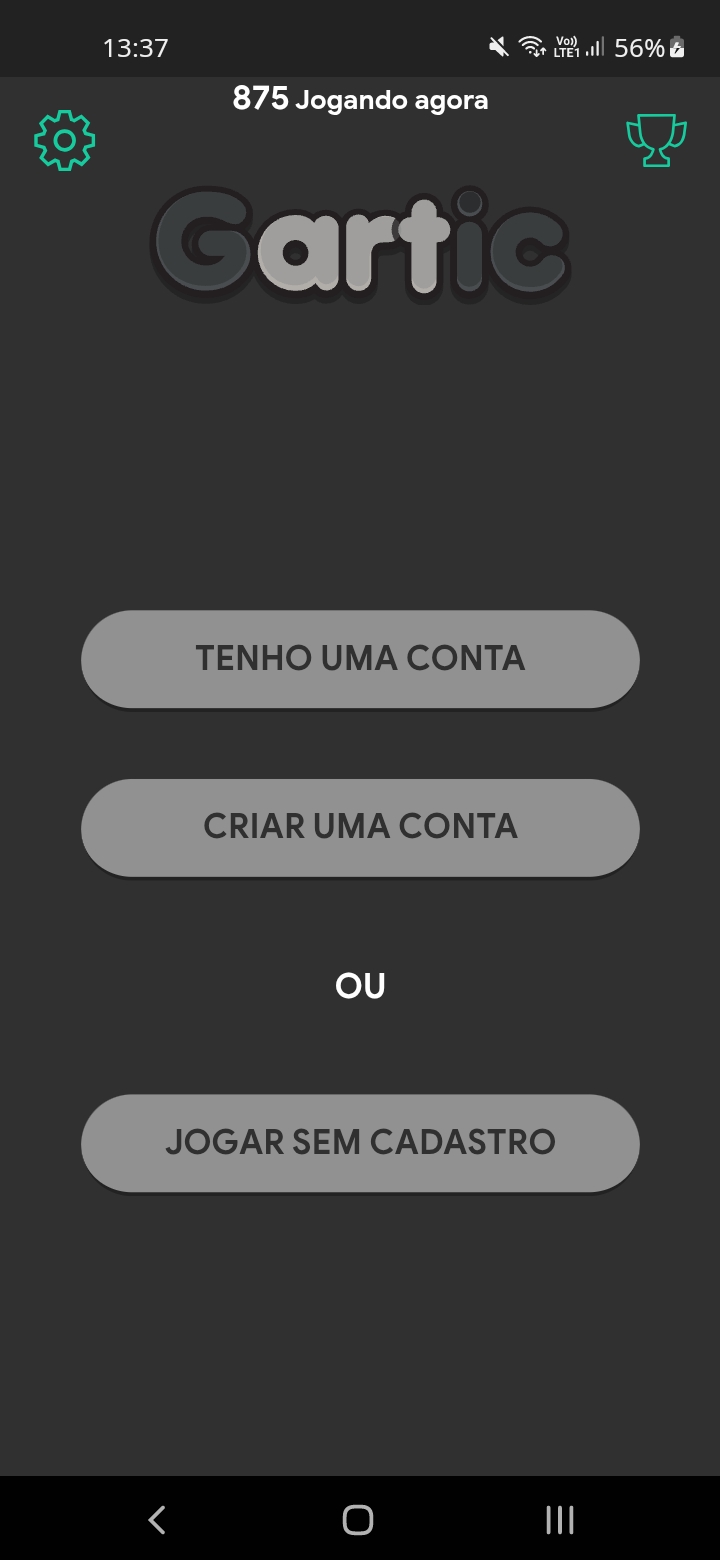 13:37
Vo))
LTE1
56%
875 Jogando agora
Gartic
TENHO UMA CONTA
CRIAR UMA CONTA
OU
JOGAR SEM CADASTRO